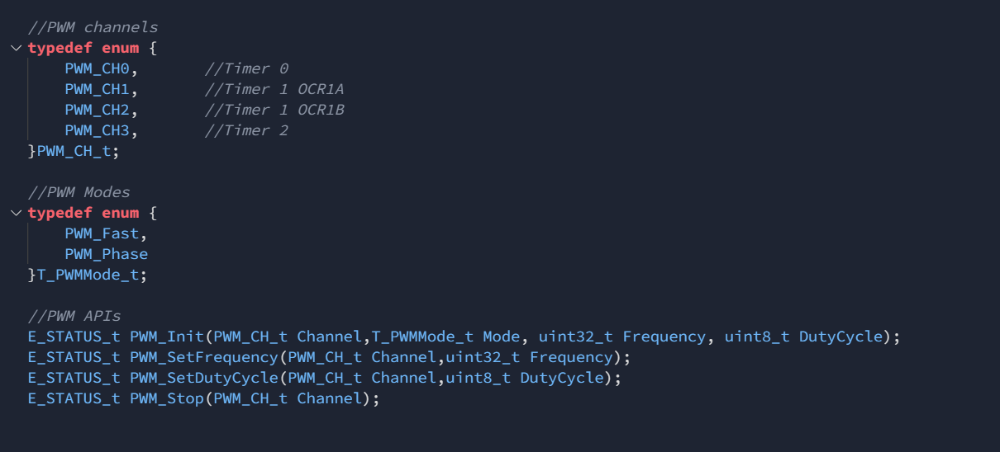 //PWM channels
typedef enum {
PWM_CH0, //Timer 0
PWM_CH1, //Timer 1 OCR1A
PWM_CH2, //Timer 1 OCR1B
PWM_CH3, //Timer 2
}PWM_CH_t;
//PWM Modes
typedef enum {
PWM_Fast,
PWM_Phase
}T_PWMMode_t;
//PWM APIs
E_STATUS_t PWM_Init(PWM_CH_t Channel,T_PWMMode_t Mode, uint32_t Frequency, uint8_t DutyCycle);
E_STATUS_t PWM_SetFrequency(PWM_CH_t Channel,uint32_t Frequency);
E_STATUS_t PWM_SetDutyCycle(PWM_CH_t Channel,uint8_t DutyCycle);
E_STATUS_t PWM_Stop(PWM_CH_t Channel);